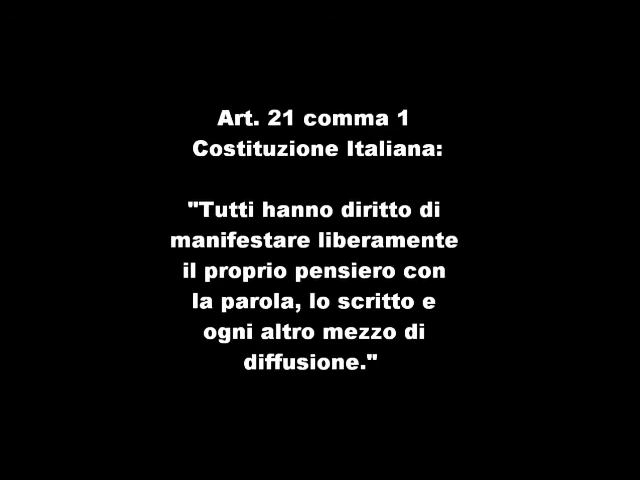 Art. 21 comma 1
Costituzione Italiana:
"Tutti hanno diritto di
manifestare liberamente
il proprio pensiero con
la parola, lo scritto e
ogni altro mezzo di
diffusione."